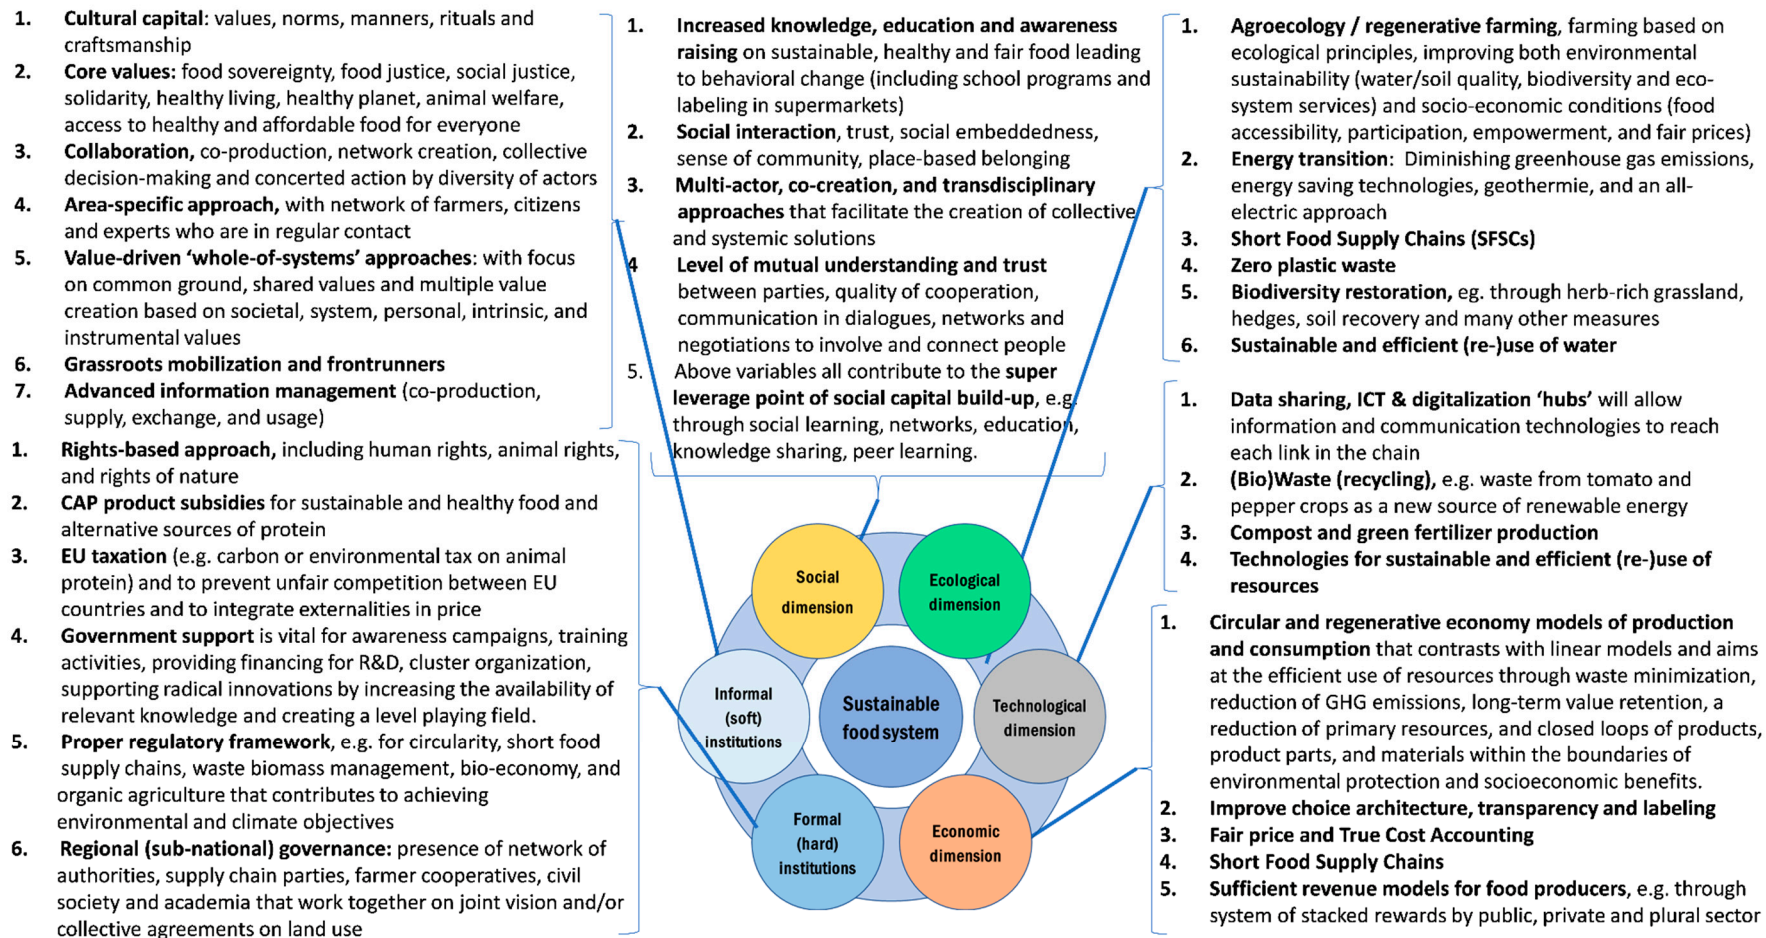 1. Cultural capital: values, norms, manners, rituals and
craftsmanship
2. Core values: food sovereignty, food justice, social justice,
solidarity, healthy living, healthy planet, animal welfare,
access to healthy and affordable food for everyone
3. Collaboration, co-production, network creation, collective
decision-making and concerted action by diversity of actors
4. Area-specific approach, with network of farmers, citizens
and experts who are in regular contact
5. Value-driven ‘whole-of-systems’ approaches: with focus
on common ground, shared values and multiple value
creation based on societal, system, personal, intrinsic, and
instrumental values
6. Grassroots mobilization and frontrunners
7. Advanced information management (co-production,
supply, exchange, and usage)
1. Rights-based approach, including human rights, animal rights,
and rights of nature
2. CAP product subsidies for sustainable and healthy food and
alternative sources of protein
3. EU taxation (e.g. carbon or environmental tax on animal
protein) and to prevent unfair competition between EU
countries and to integrate externalities in price
4. Government support is vital for awareness campaigns, training
activities, providing financing for R&D, cluster organization,
supporting radical innovations by increasing the availability of
relevant knowledge and creating a level playing field.
5. Proper regulatory framework, e.g. for circularity, short food
supply chains, waste biomass management, bio-economy, and
organic agriculture that contributes to achieving
environmental and climate objectives
6. Regional (sub-national) governance: presence of network of
authorities, supply chain parties, farmer cooperatives, civil
society and academia that work together on joint vision and/or
collective agreements on land use
1. Increased knowledge, education and awareness
raising on sustainable, healthy and fair food leading
to behavioral change (including school programs and
labeling in supermarkets)
2. Social interaction, trust, social embeddedness,
sense of community, place-based belonging
3. Multi-actor, co-creation, and transdisciplinary
approaches that facilitate the creation of collective
and systemic solutions
4 Level of mutual understanding and trust
between parties, quality of cooperation,
communication in dialogues, networks and
negotiations to involve and connect people
5. Above variables all contribute to the super
leverage point of social capital build-up, e.g.
through social learning, networks, education,
knowledge sharing, peer learning.
Social
dimension
Ecological
dimension
Informal
(soft)
institutions
Sustainable
food system
Technological
dimension
Formal
(hard)
institutions
Economic
dimension
1. Agroecology / regenerative farming, farming based on
ecological principles, improving both environmental
sustainability (water/soil quality, biodiversity and eco-
system services) and socio-economic conditions (food
accessibility, participation, empowerment, and fair prices)
2. Energy transition: Diminishing greenhouse gas emissions,
energy saving technologies, geothermie, and an all-
electric approach
3. Short Food Supply Chains (SFSCs)
4. Zero plastic waste
5. Biodiversity restoration, eg. through herb-rich grassland,
hedges, soil recovery and many other measures
6. Sustainable and efficient (re-)use of water
1. Data sharing, ICT & digitalization ‘hubs’ will allow
information and communication technologies to reach
each link in the chain
2. (Bio)Waste (recycling), e.g. waste from tomato and
pepper crops as a new source of renewable energy
3. Compost and green fertilizer production
4. Technologies for sustainable and efficient (re-)use of
resources
1. Circular and regenerative economy models of production
and consumption that contrasts with linear models and aims
at the efficient use of resources through waste minimization,
reduction of GHG emissions, long-term value retention, a
reduction of primary resources, and closed loops of products,
product parts, and materials within the boundaries of
environmental protection and socioeconomic benefits.
2. Improve choice architecture, transparency and labeling
3. Fair price and True Cost Accounting
4. Short Food Supply Chains
5. Sufficient revenue models for food producers, e.g. through
system of stacked rewards by public, private and plural sector